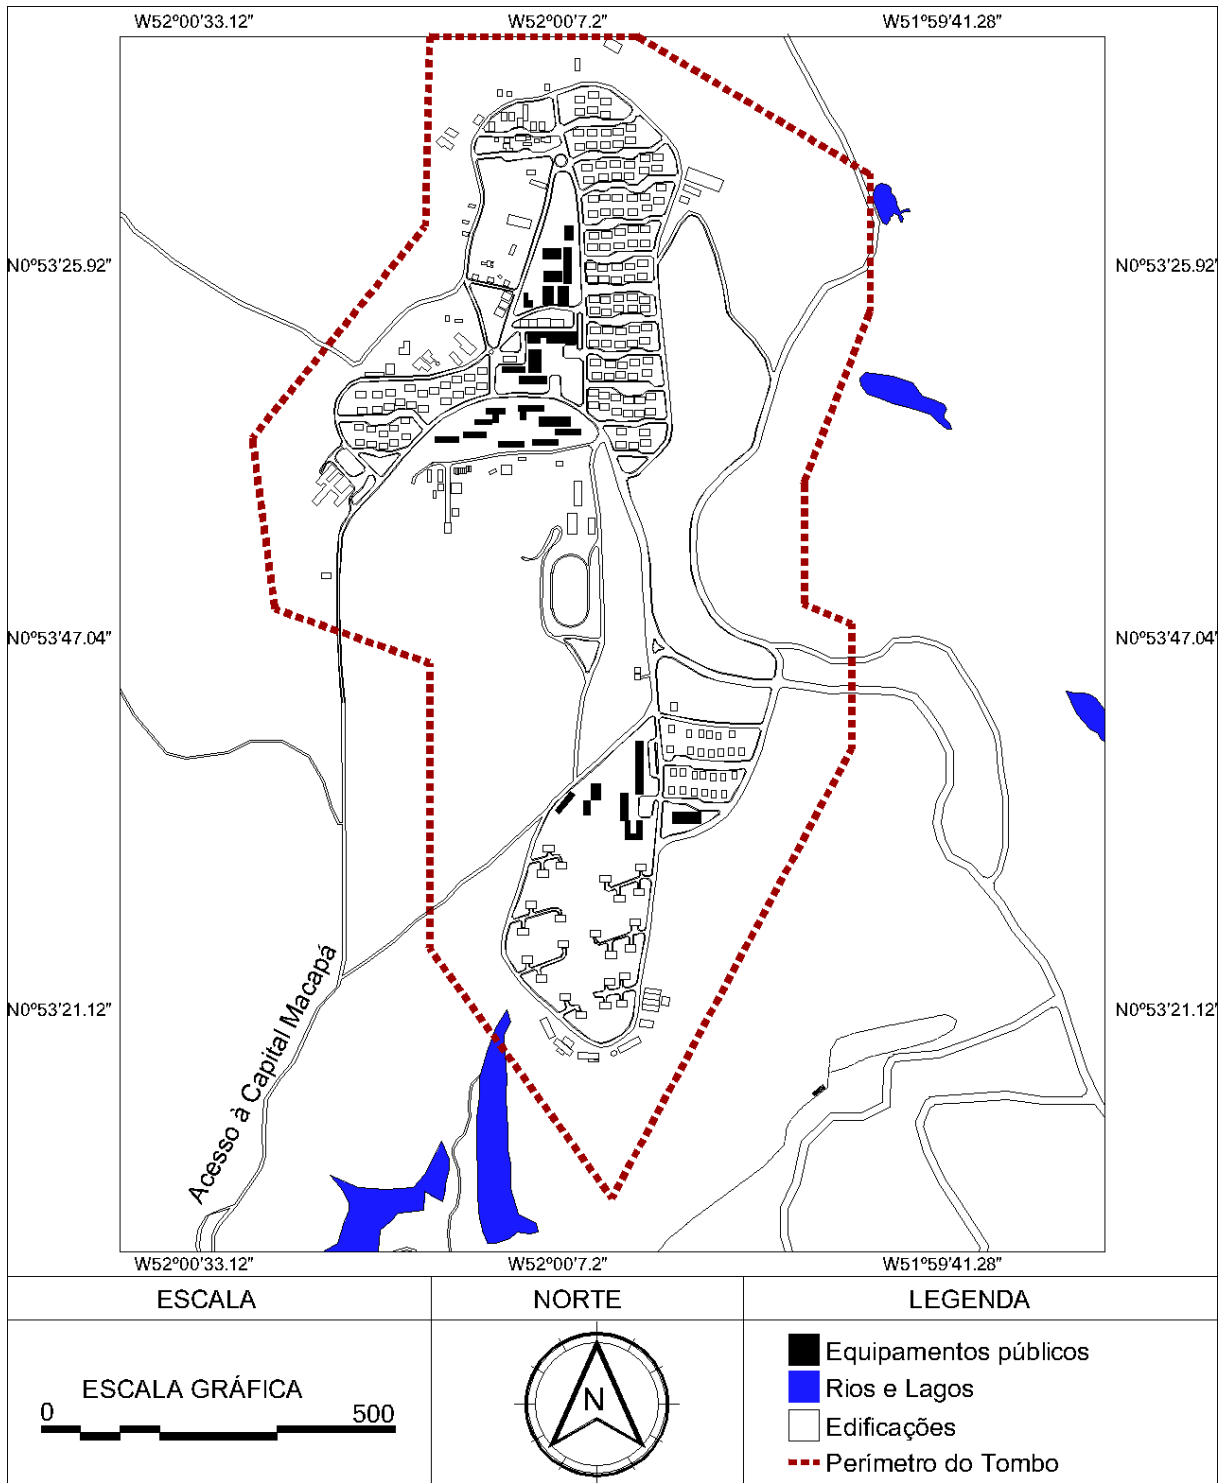 W52º00'33.12"
W52º00'7.2"
W51º59'41.28"
N0º53'25.92"
N0º53'25.92"
N0º53'47.04"
N0º53'47.04"
N0º53'21.12"
N0º53'21.12"
Acesso à Capital Macapá
W52º00'33.12"
W52º00'7.2"
W51º59'41.28"
ESCALA
NORTE
LEGENDA
ESCALA GRÁFICA
0
500
N
Equipamentos públicos
Rios e Lagos
Edificações
Perímetro do Tombo